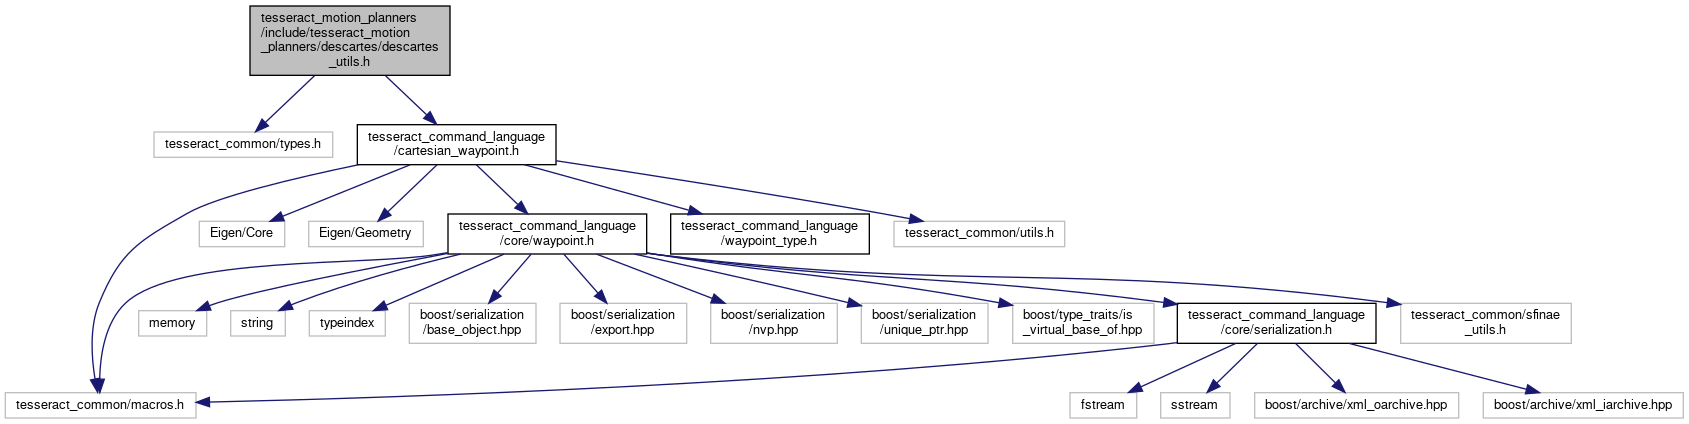 tesseract_motion_planners
/include/tesseract_motion
_planners/descartes/descartes
_utils.h
tesseract_common/types.h
tesseract_command_language
/cartesian_waypoint.h
Eigen/Core
Eigen/Geometry
tesseract_command_language
/core/waypoint.h
tesseract_command_language
/waypoint_type.h
tesseract_common/utils.h
memory
string
typeindex
boost/serialization
/base_object.hpp
boost/serialization
/export.hpp
boost/serialization
/nvp.hpp
boost/serialization
/unique_ptr.hpp
boost/type_traits/is
_virtual_base_of.hpp
tesseract_command_language
/core/serialization.h
tesseract_common/sfinae
_utils.h
tesseract_common/macros.h
fstream
sstream
boost/archive/xml_oarchive.hpp
boost/archive/xml_iarchive.hpp